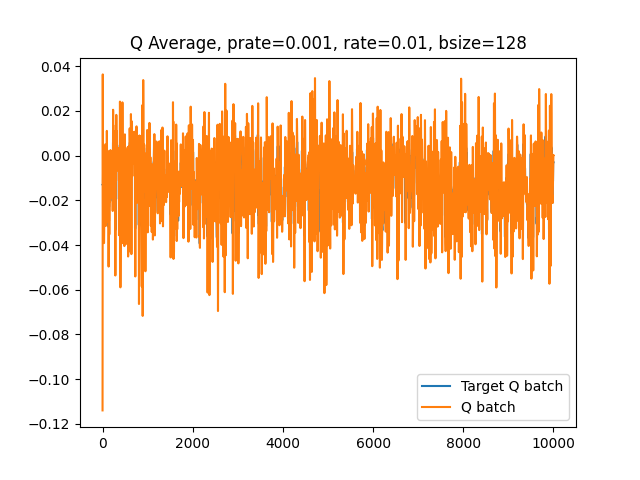 Q Average, prate=0.001, rate=0.01, bsize=128
0.04
0.02
0.00
−0.02
−0.04
−0.06
−0.08
−0.10
−0.12
Target Q batch
Q batch
0 2000 4000 6000 8000 10000